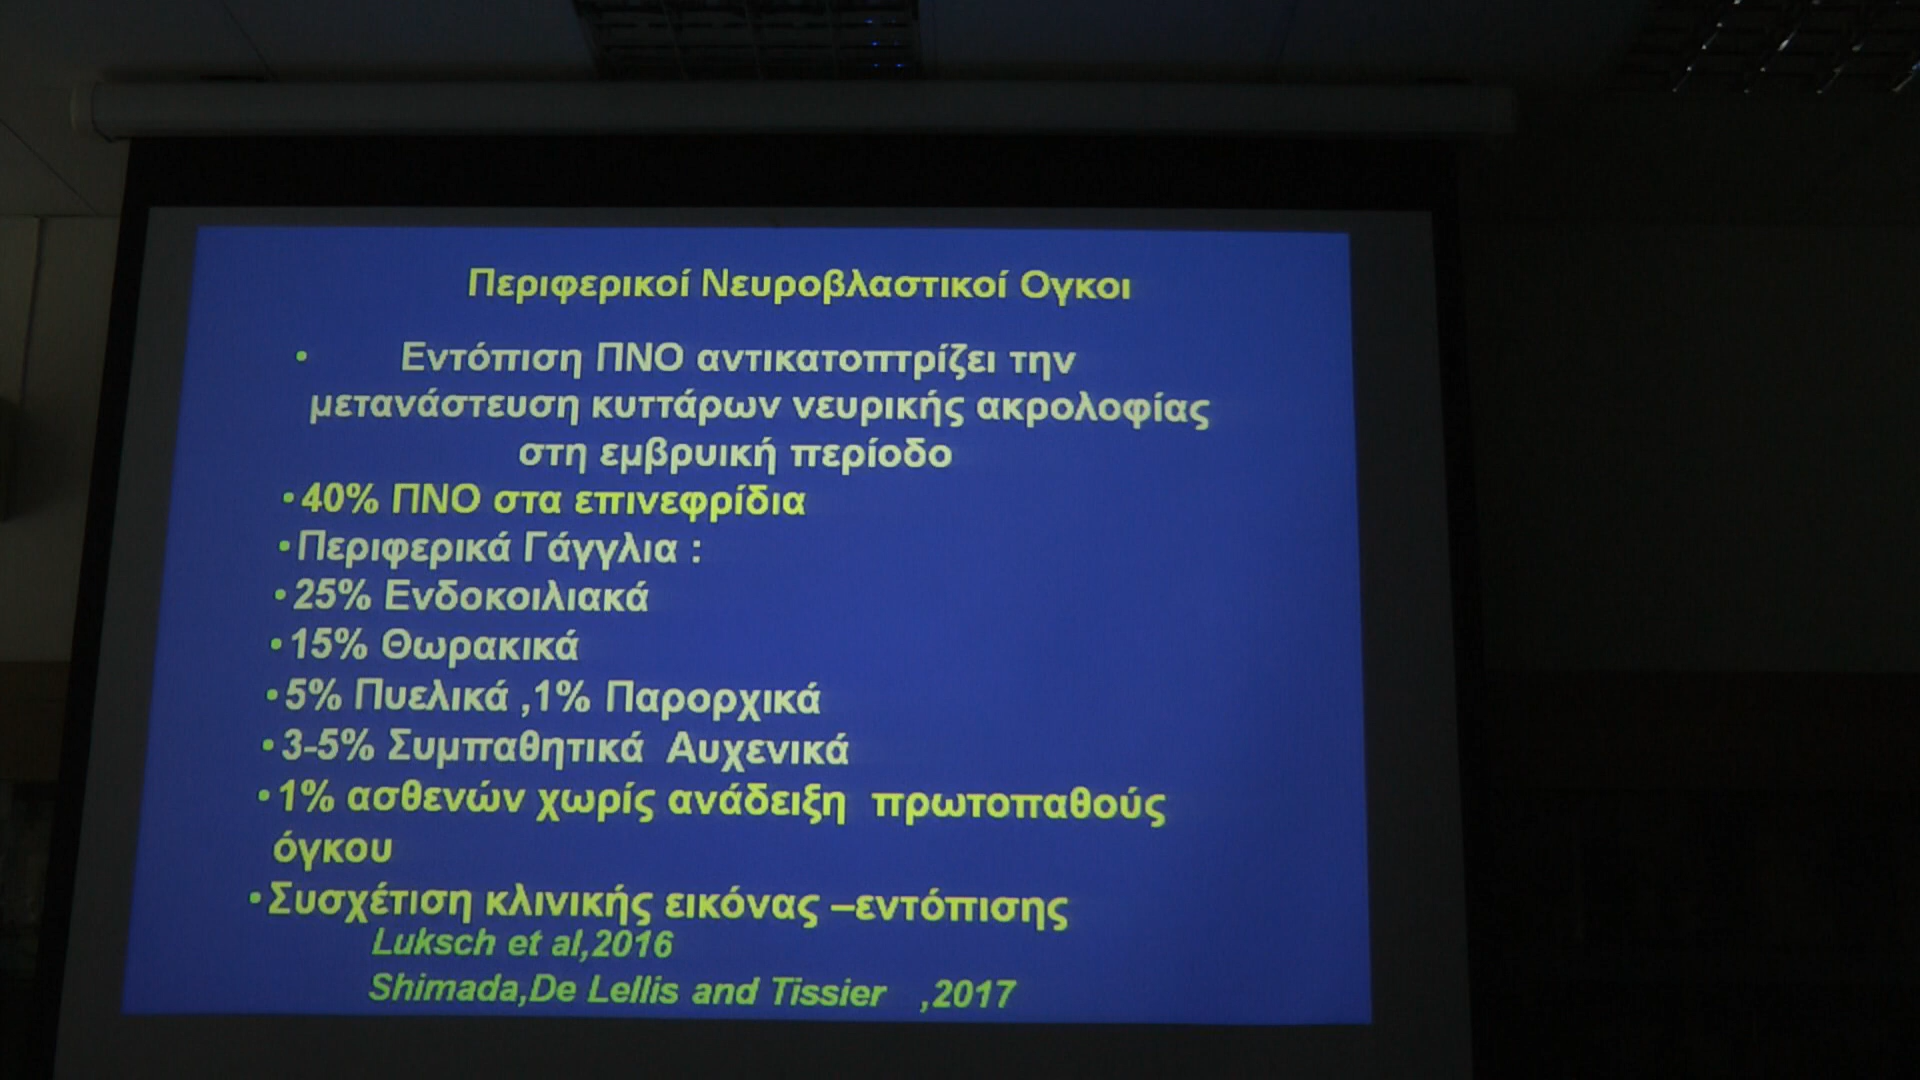 Περιφερικοί Νευροβλαστικοί Ογκοι
• Εντόπιση ΠΝΟ αντικατοπτρίζει την
μετανάστευση κυττάρων νευρικής ακρολοφίας
στη εμβρυική περίοδο
•40% ΠΝΟ στα επινεφρίδια
•Περιφερικά Γάγγλια :
•25% Ενδοκοιλιακά
•15% Θωρακικά
•5% Πυελικά ,1% Παρορχικά
•3-5% Συμπαθητικά Αυχενικά
•1% ασθενών χωρίς ανάδειξη πρωτοπαθούς
όγκου
•Συσχέτιση κλινικής εικόνας –εντόπισης
Luksch et al,2016
Shimada,De Lellis and Tissier ,2017